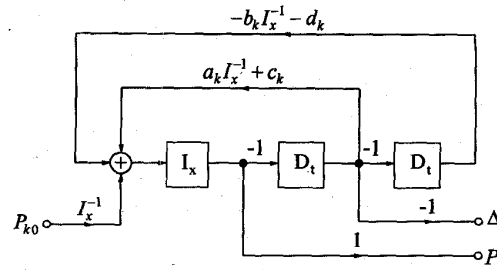 $-b_k I_x^{-1} - d_k$
$a_k I_x^{-1} + c_k$
+ $I_x$ -1 $D_t$ -1 $D_t$
$P_{k0}$ $I_x^{-1}$ -1 Δ
1 P